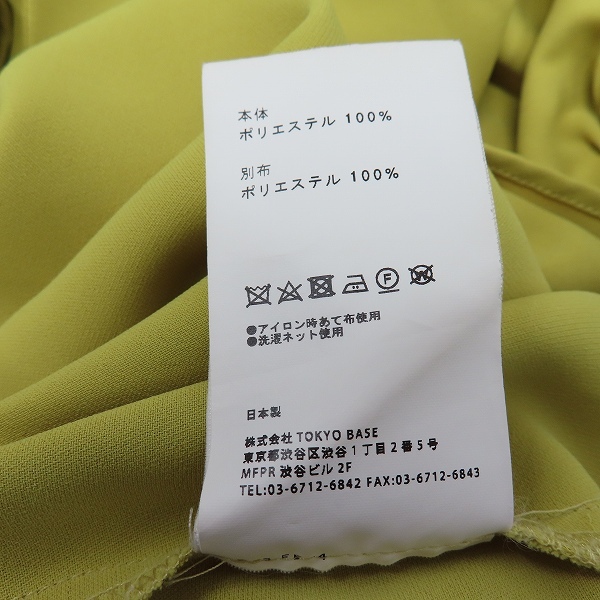 本体
ポリエステル 100%
別布
ポリエステル 100%
●アイロン時あて布使用
●洗濯ネット使用
日本製
株式会社 TOKYO BASE
東京都渋谷区渋谷1丁目2番5号
MFPR 渋谷ビル 2F
TEL:03-6712-6842 FAX:03-6712-6843